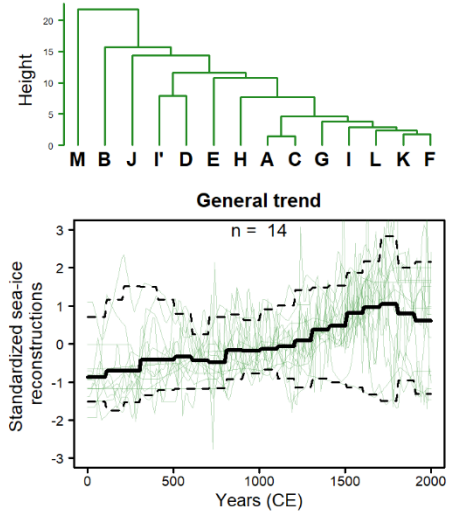 20
15
10
5
0
Height
M B J I' D E H A C G I L K F
General trend
n = 14
3
2
1
0
-1
-2
-3
Standardized sea-ice
reconstructions
0 500 1000 1500 2000
Years (CE)